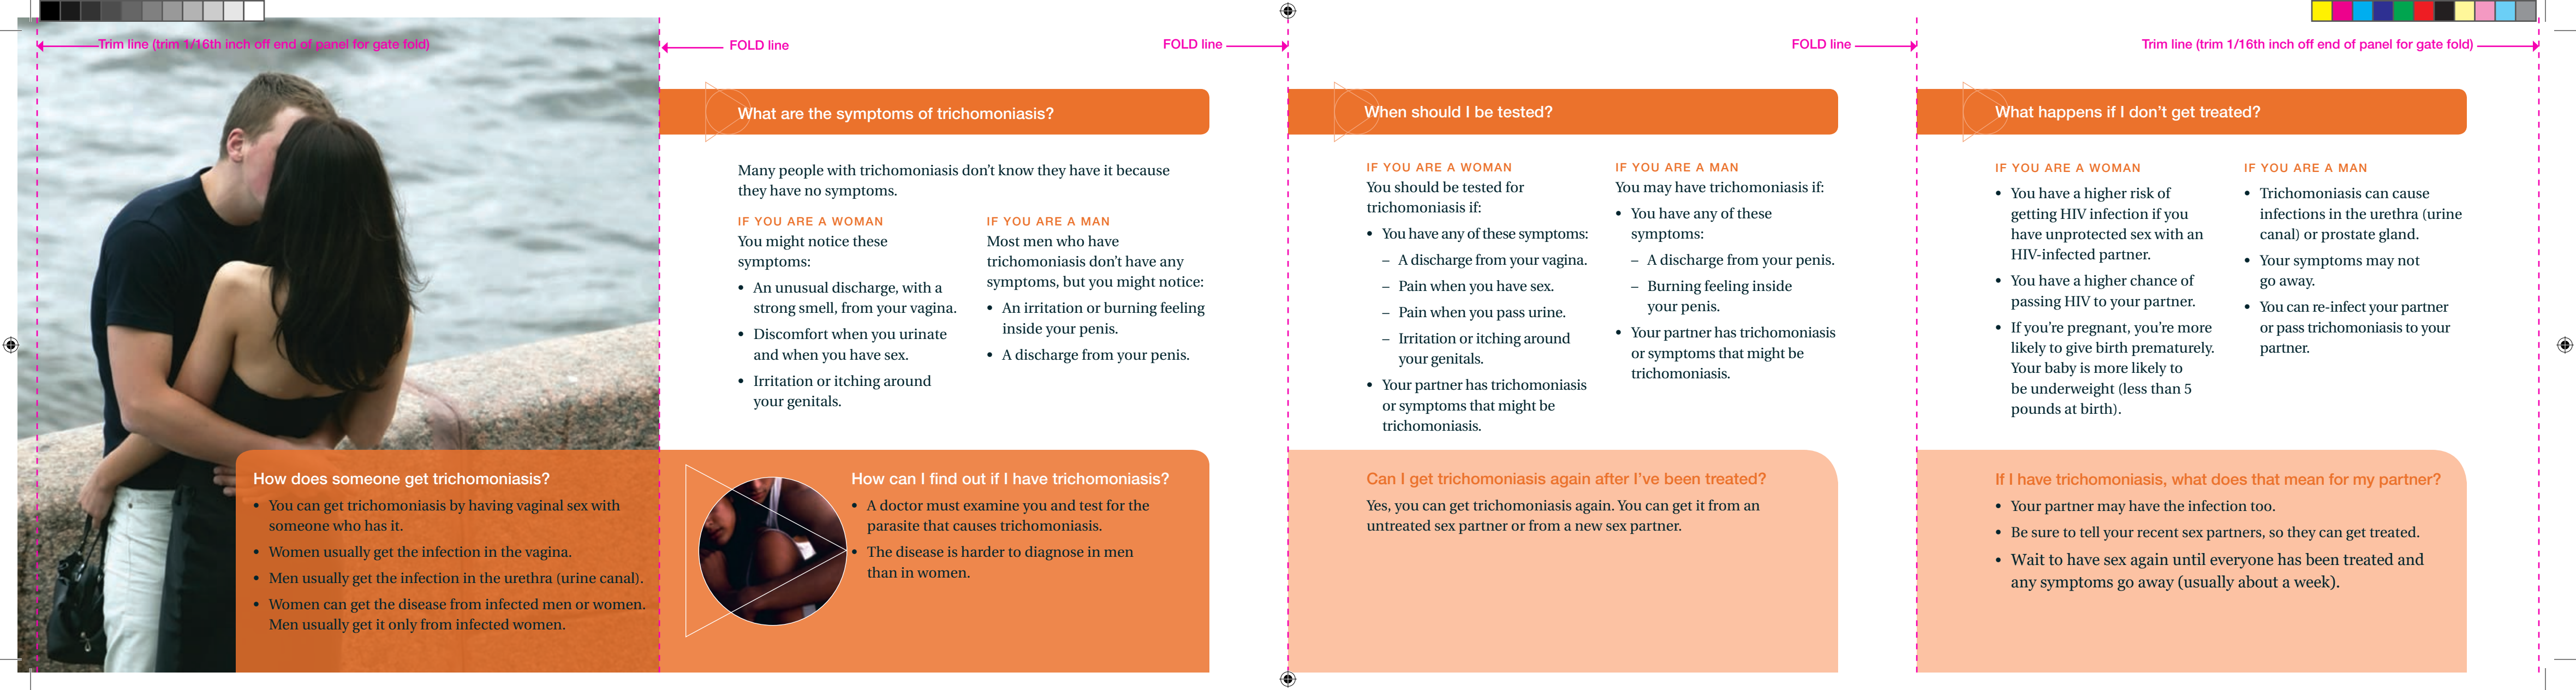 Trim line (trim 1/16th inch off end of panel for gate fold)
How does someone get trichomoniasis?
• You can get trichomoniasis by having vaginal sex with
someone who has it.
• Women usually get the infection in the vagina.
• Men usually get the infection in the urethra (urine canal).
• Women can get the disease from infected men or women.
Men usually get it only from infected women.
FOLD line
FOLD line
What are the symptoms of trichomoniasis?
Many people with trichomoniasis don’t know they have it because
they have no symptoms.
IF YOU ARE A WOMAN
You might notice these
symptoms:
• An unusual discharge, with a
strong smell, from your vagina.
• Discomfort when you urinate
and when you have sex.
• Irritation or itching around
your genitals.
IF YOU ARE A MAN
Most men who have
trichomoniasis don’t have any
symptoms, but you might notice:
• An irritation or burning feeling
inside your penis.
• A discharge from your penis.
How can I find out if I have trichomoniasis?
• A doctor must examine you and test for the
parasite that causes trichomoniasis.
• The disease is harder to diagnose in men
than in women.
FOLD line
When should I be tested?
IF YOU ARE A WOMAN
You should be tested for
trichomoniasis if:
• You have any of these symptoms:
– A discharge from your vagina.
– Pain when you have sex.
– Pain when you pass urine.
– Irritation or itching around
your genitals.
• Your partner has trichomoniasis
or symptoms that might be
trichomoniasis.
IF YOU ARE A MAN
You may have trichomoniasis if:
• You have any of these
symptoms:
– A discharge from your penis.
– Burning feeling inside
your penis.
• Your partner has trichomoniasis
or symptoms that might be
trichomoniasis.
Can I get trichomoniasis again after I’ve been treated?
Yes, you can get trichomoniasis again. You can get it from an
untreated sex partner or from a new sex partner.
Trim line (trim 1/16th inch off end of panel for gate fold)
What happens if I don’t get treated?
IF YOU ARE A WOMAN
• You have a higher risk of
getting HIV infection if you
have unprotected sex with an
HIV-infected partner.
• You have a higher chance of
passing HIV to your partner.
• If you’re pregnant, you’re more
likely to give birth prematurely.
Your baby is more likely to
be underweight (less than 5
pounds at birth).
IF YOU ARE A MAN
• Trichomoniasis can cause
infections in the urethra (urine
canal) or prostate gland.
• Your symptoms may not
go away.
• You can re-infect your partner
or pass trichomoniasis to your
partner.
If I have trichomoniasis, what does that mean for my partner?
• Your partner may have the infection too.
• Be sure to tell your recent sex partners, so they can get treated.
• Wait to have sex again until everyone has been treated and
any symptoms go away (usually about a week).